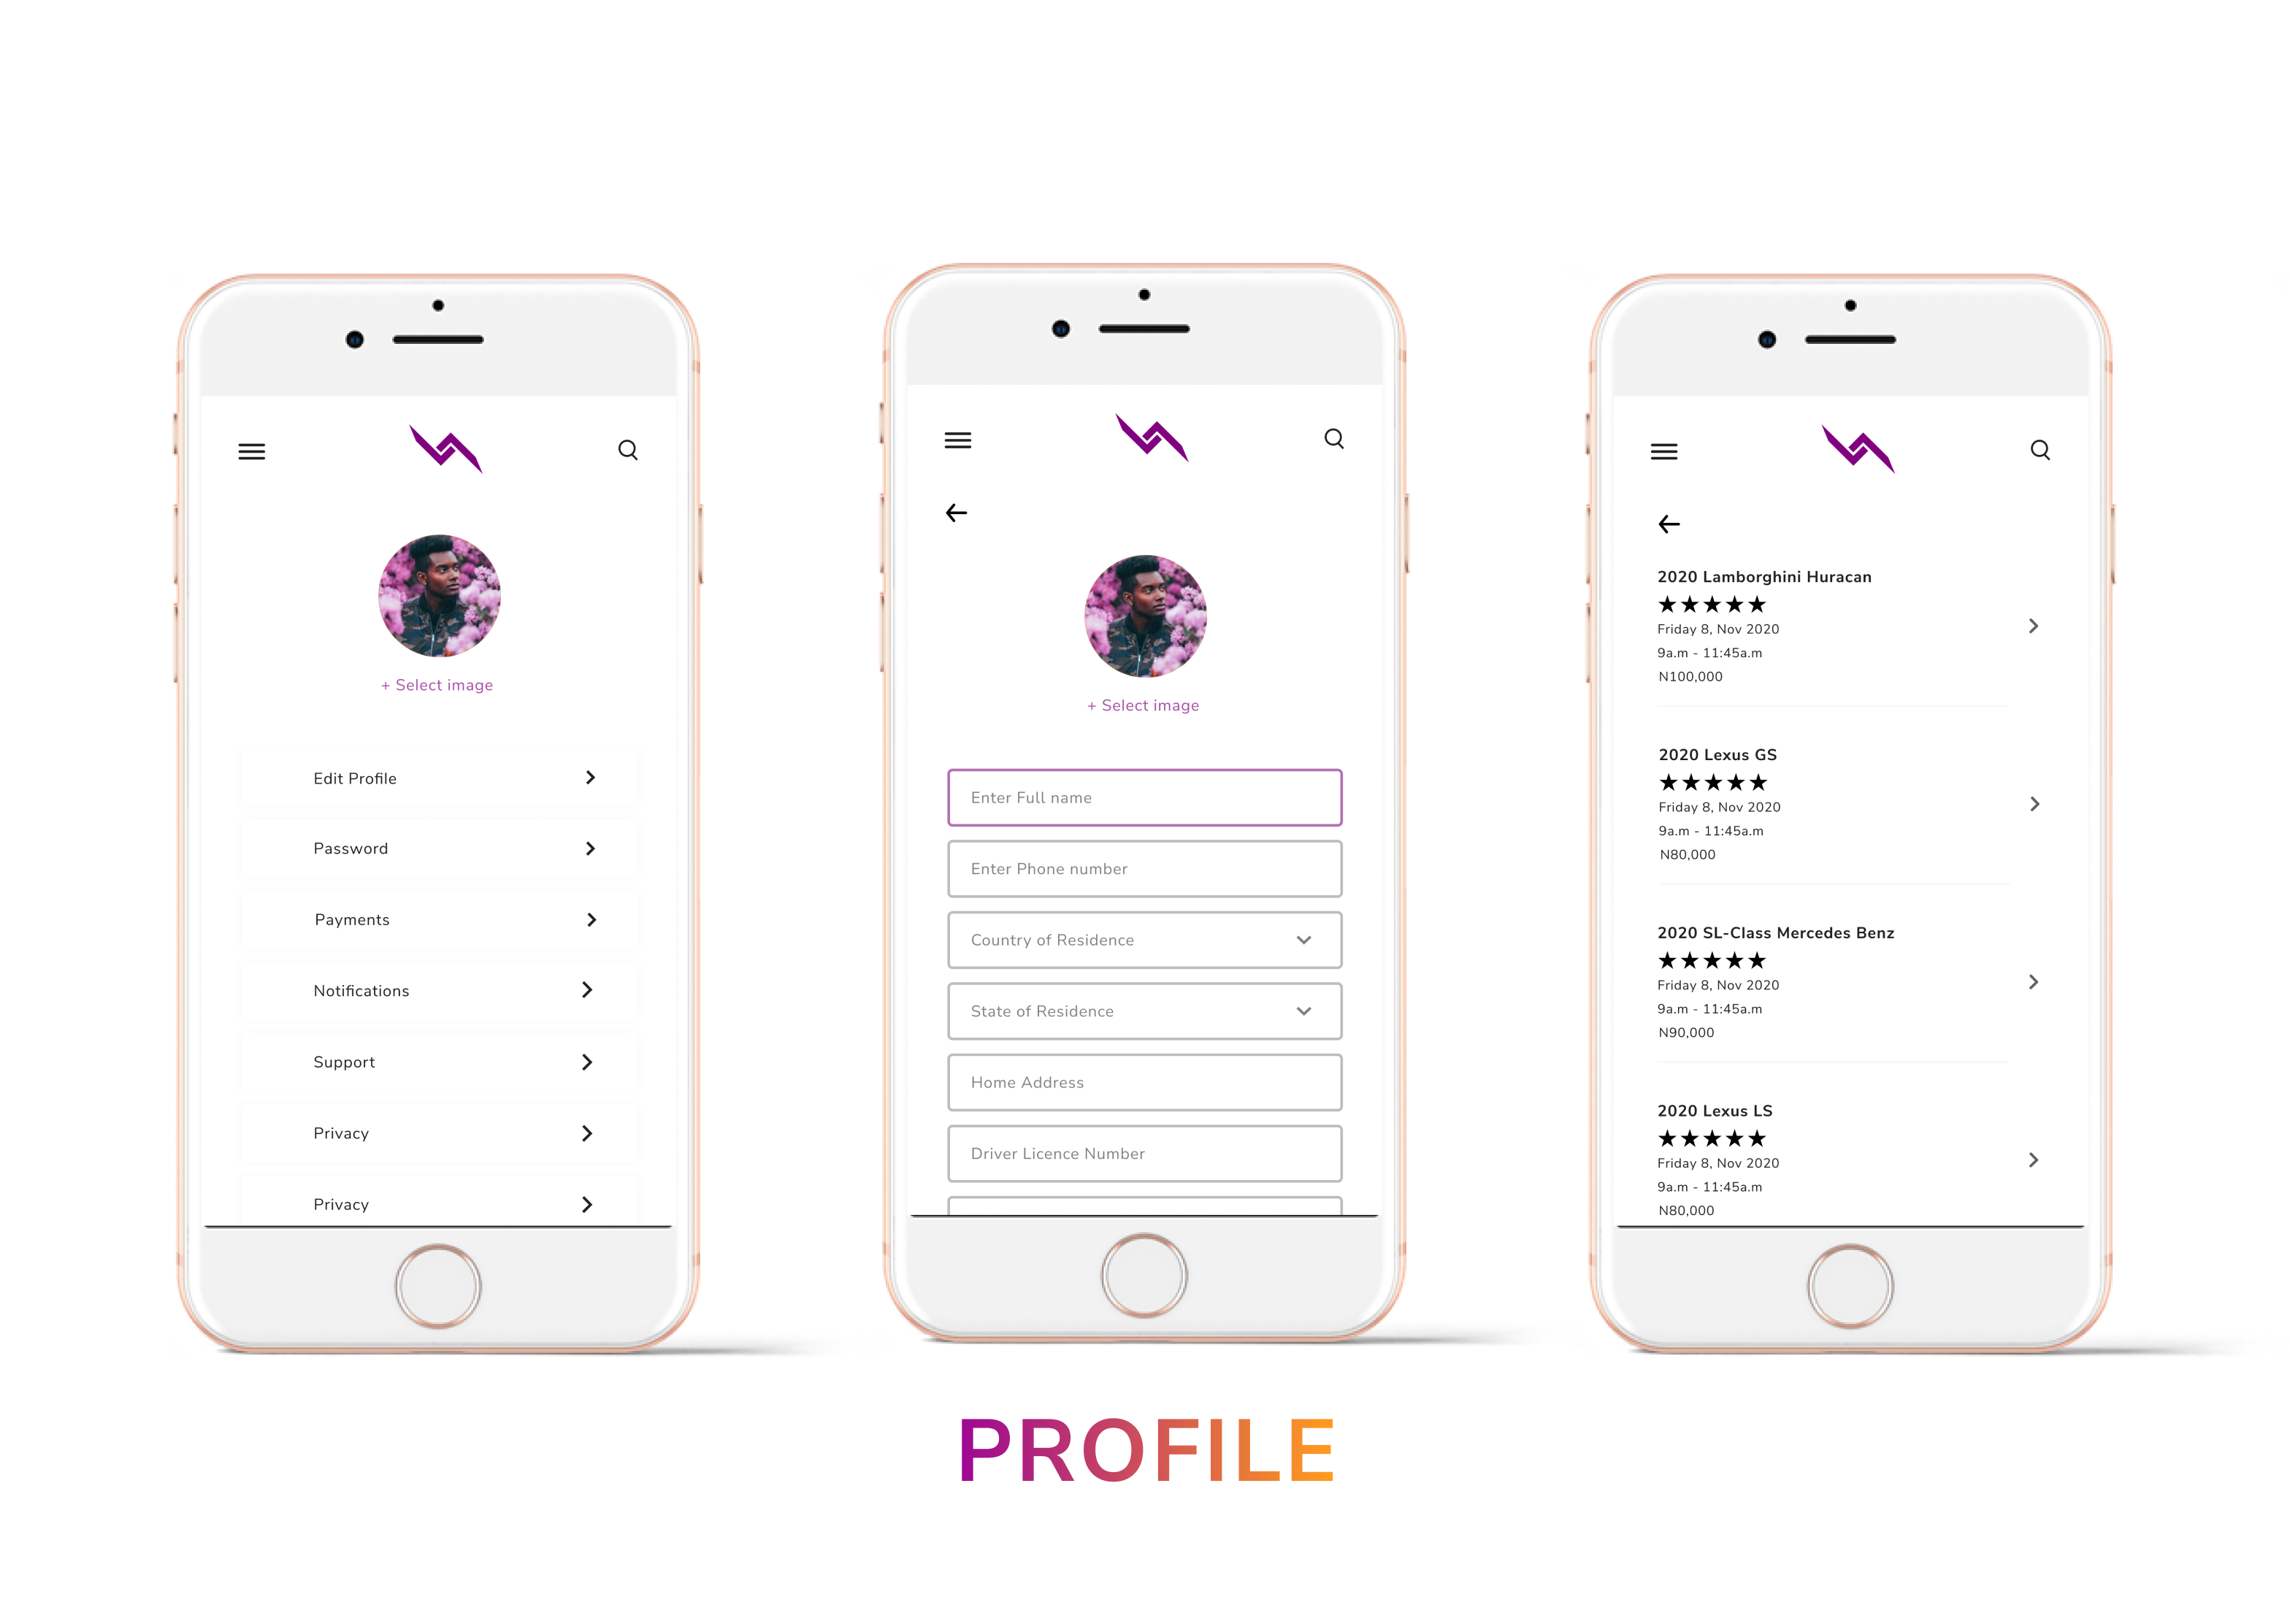 + Select image
Edit Profile
Password
Payments
Notifications
Support
Privacy
Privacy
+ Select image
Enter Full name
Enter Phone number
Country of Residence
State of Residence
Home Address
Driver Licence Number
2020 Lamborghini Huracan
★★★★★
Friday 8, Nov 2020
9a.m - 11:45a.m
N100,000
2020 Lexus GS
★★★★★
Friday 8, Nov 2020
9a.m - 11:45a.m
N80,000
2020 SL-Class Mercedes Benz
★★★★★
Friday 8, Nov 2020
9a.m - 11:45a.m
N90,000
2020 Lexus LS
★★★★★
Friday 8, Nov 2020
9a.m - 11:45a.m
N80,000
PROFILE